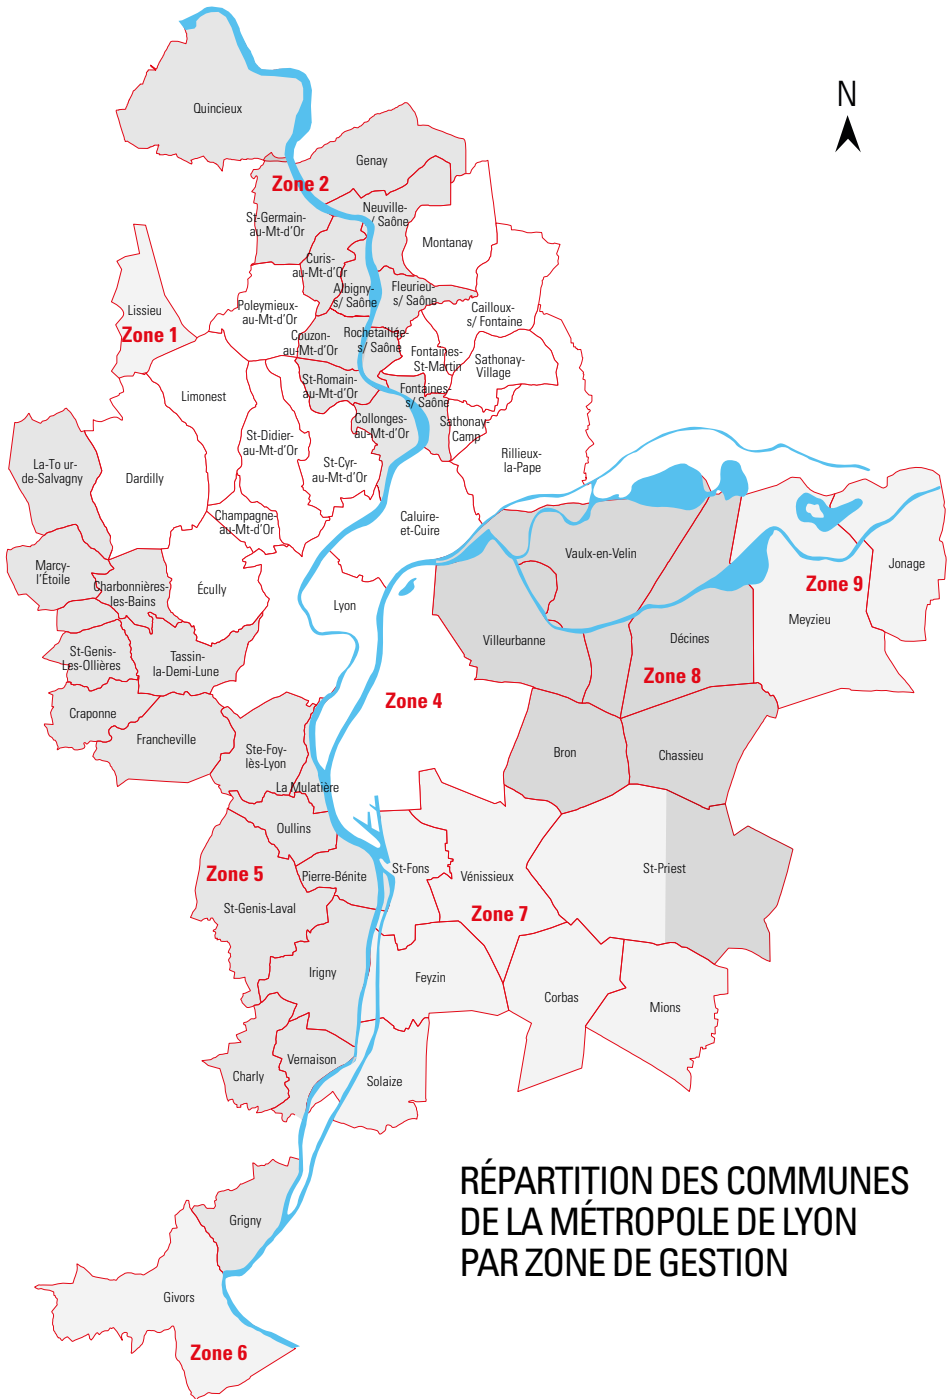 N
Quincieux
Genay
Zone 2
Neuville-
/ Saône
St-Germain-
au-Mt-d'Or
Montanay
Curis-
au-Mt-d'Or
Albigny-
s/ Saône
Fleurieu-
s/ Saône
Lissieu
Zone 1
Poleymieux-
au-Mt-d'Or
Cailloux-
s/ Fontaine
Couzon-
au-Mt-d'Or
Rochetaillée-
s/ Saône
Fontaines-
St-Martin
Sathonay-
Village
St-Romain-
au-Mt-d'Or
Fontaines-
s/ Saône
Limonest
Collonges-
au-Mt-d'Or
Sathonay-
Camp
St-Didier-
au-Mt-d'Or
Rillieux-
la-Pape
La-To ur-
de-Salvagny
Dardilly
St-Cyr-
au-Mt-d'Or
Champagne-
au-Mt-d'Or
Caluire-
et-Cuire
Vaulx-en-Velin
Marcy-
l'Étoile
Charbonnières-
les-Bains
Écully
Lyon
Jonage
Zone 9
Meyzieu
Villeurbanne
Décines
St-Genis-
Les-Ollières
Tassin-
la-Demi-Lune
Zone 8
Zone 4
Craponne
Francheville
Ste-Foy-
lès-Lyon
Bron
Chassieu
La Mulatière
Oullins
Zone 5
Pierre-Bénite
St-Fons
Vénissieux
St-Priest
St-Genis-Laval
Zone 7
Irigny
Feyzin
Corbas
Mions
Vernaison
Charly
Solaize
RÉPARTITION DES COMMUNES
DE LA MÉTROPOLE DE LYON
PAR ZONE DE GESTION
Grigny
Givors
Zone 6